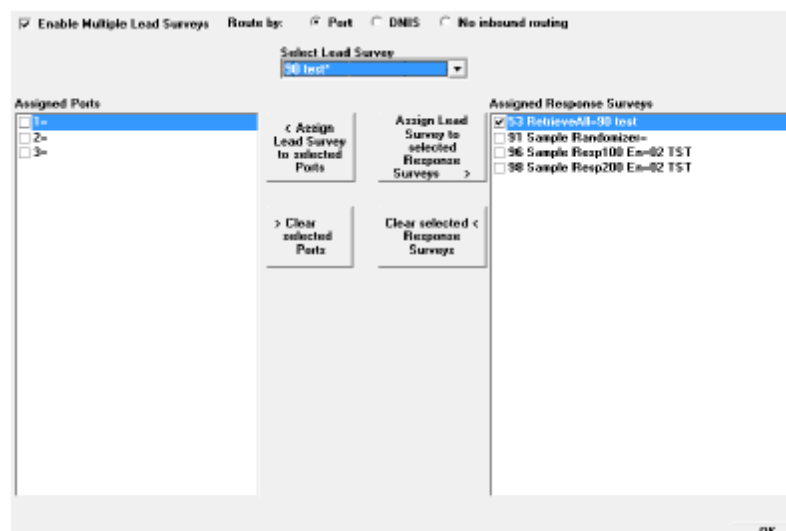 Enable Multiple Lead Surveys Route by: Port DNIS No inbound routing
Select Lead Survey
90 test*
Assigned Ports
1=
2=
3=
< Assign
Lead Survey
to selected
Ports
Assign Lead
Survey to
selected
Response
Surveys >
> Clear
selected
Ports
Clear selected <
Response
Surveys
Assigned Response Surveys
53 RetrieveAll=90 test
91 Sample Randomizer=
96 Sample Resp100 En=02 TST
98 Sample Resp200 En=02 TST
OK